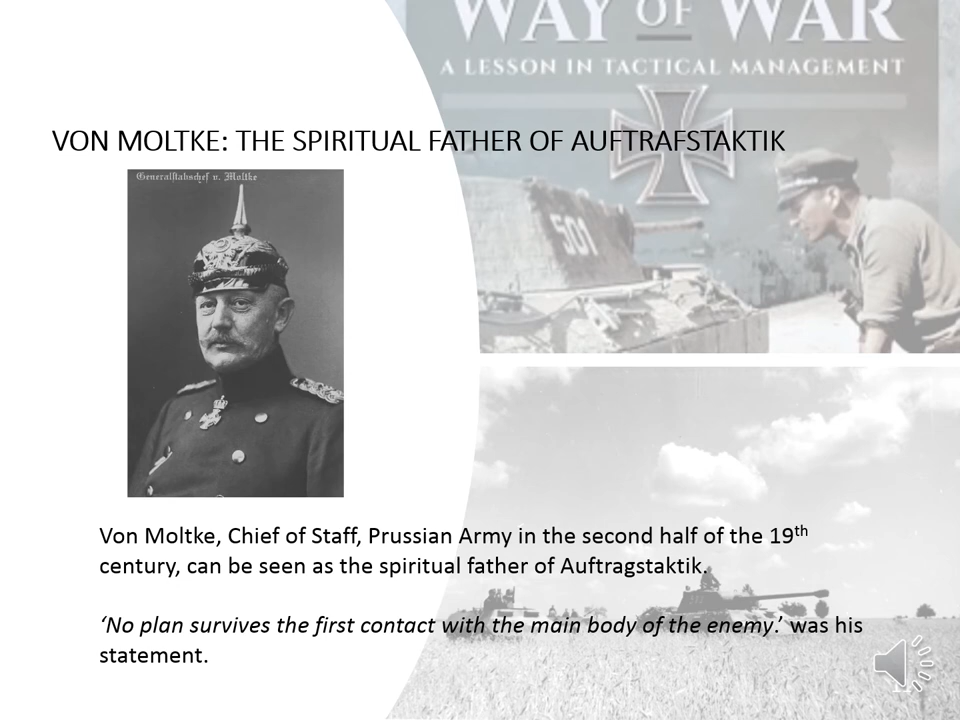 WAY OF WAR
A LESSON IN TACTICAL MANAGEMENT
VON MOLTKE: THE SPIRITUAL FATHER OF AUFTRAFSTAKTIK
Generalstabschef v. Moltke
501
Von Moltke, Chief of Staff, Prussian Army in the second half of the 19th
century, can be seen as the spiritual father of Auftragstaktik.
‘No plan survives the first contact with the main body of the enemy.’ was his
statement.